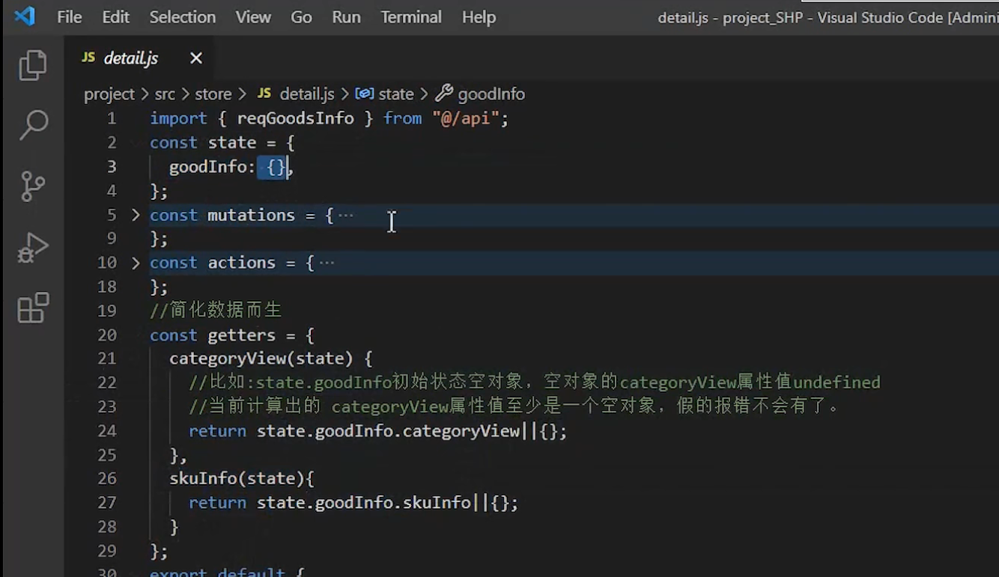 File Edit Selection View Go Run Terminal Help detail.js - project_SHP - Visual Studio Code [Admini
JS detail.js ×
project > src > store > JS detail.js > state > goodInfo
1 import { reqGoodsInfo } from "@/api";
2 const state = {
3 goodInfo: {},
4 };
5 > const mutations = { ···
9 };
10 > const actions = { ···
18 };
19 //简化数据而生
20 const getters = {
21 categoryView(state) {
22 //比如:state.goodInfo初始状态空对象，空对象的categoryView属性值undefined
23 //当前计算出的 categoryView属性值至少是一个空对象，假的报错不会有了。
24 return state.goodInfo.categoryView||{};
25 },
26 skuInfo(state){
27 return state.goodInfo.skuInfo||{};
28 }
29 };
30 export default {